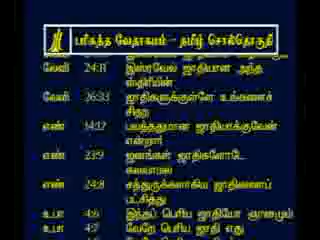 பரிசுத்த வேதாகமம் - தமிழ் சொல்தொகுதி
லேவி 24:11 இஸ்ரவேல் ஜாதியான அந்த
ஸ்திரீயின்
லேவி 26:33 ஜாதிகளுக்குள்ளே உங்களைச்
சிதற
எண் 14:12 பலத்ததுமான ஜாதியாக்குவேன்
என்றார்
எண் 23:9 ஜனங்கள் ஜாதிகளோடே
கலவாமல்
எண் 24:8 சத்துருக்களாகிய ஜாதிகளைப்
பட்சித்து
உபா 4:6 இந்தப் பெரிய ஜாதியே ஞானமும்
உபா 4:7 வேறே பெரிய ஜாதி எது